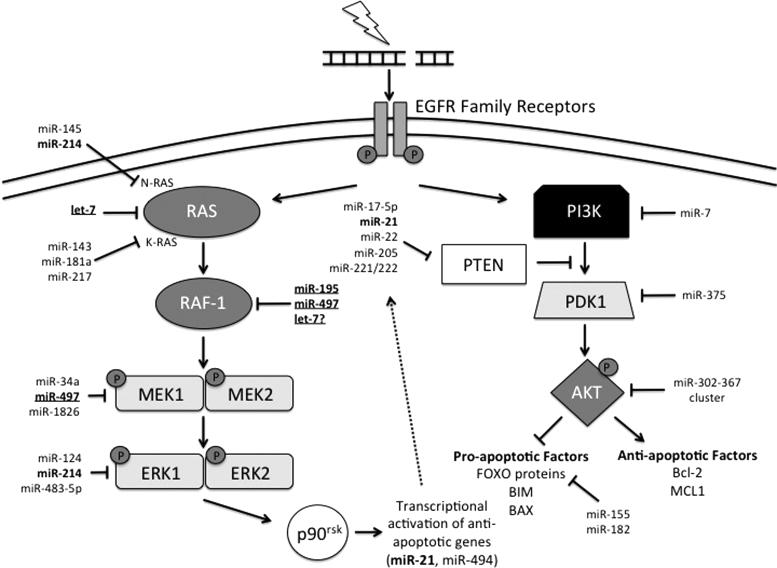 EGFR Family Receptors
P
P
miR-145
miR-214
N-RAS
let-7
RAS
K-RAS
miR-143
miR-181a
miR-217
miR-17-5p
miR-21
miR-22
miR-205
miR-221/222
PTEN
PI3K
miR-7
PDK1
miR-375
RAF-1
miR-195
miR-497
let-7?
miR-34a
miR-497
miR-1826
P
MEK1
P
MEK2
P
AKT
miR-302-367
cluster
miR-124
miR-214
miR-483-5p
P
ERK1
P
ERK2
Pro-apoptotic Factors
FOXO proteins
BIM
BAX
Anti-apoptotic Factors
Bcl-2
MCL1
miR-155
miR-182
p90rsk
Transcriptional
activation of anti-
apoptotic genes
(miR-21, miR-494)